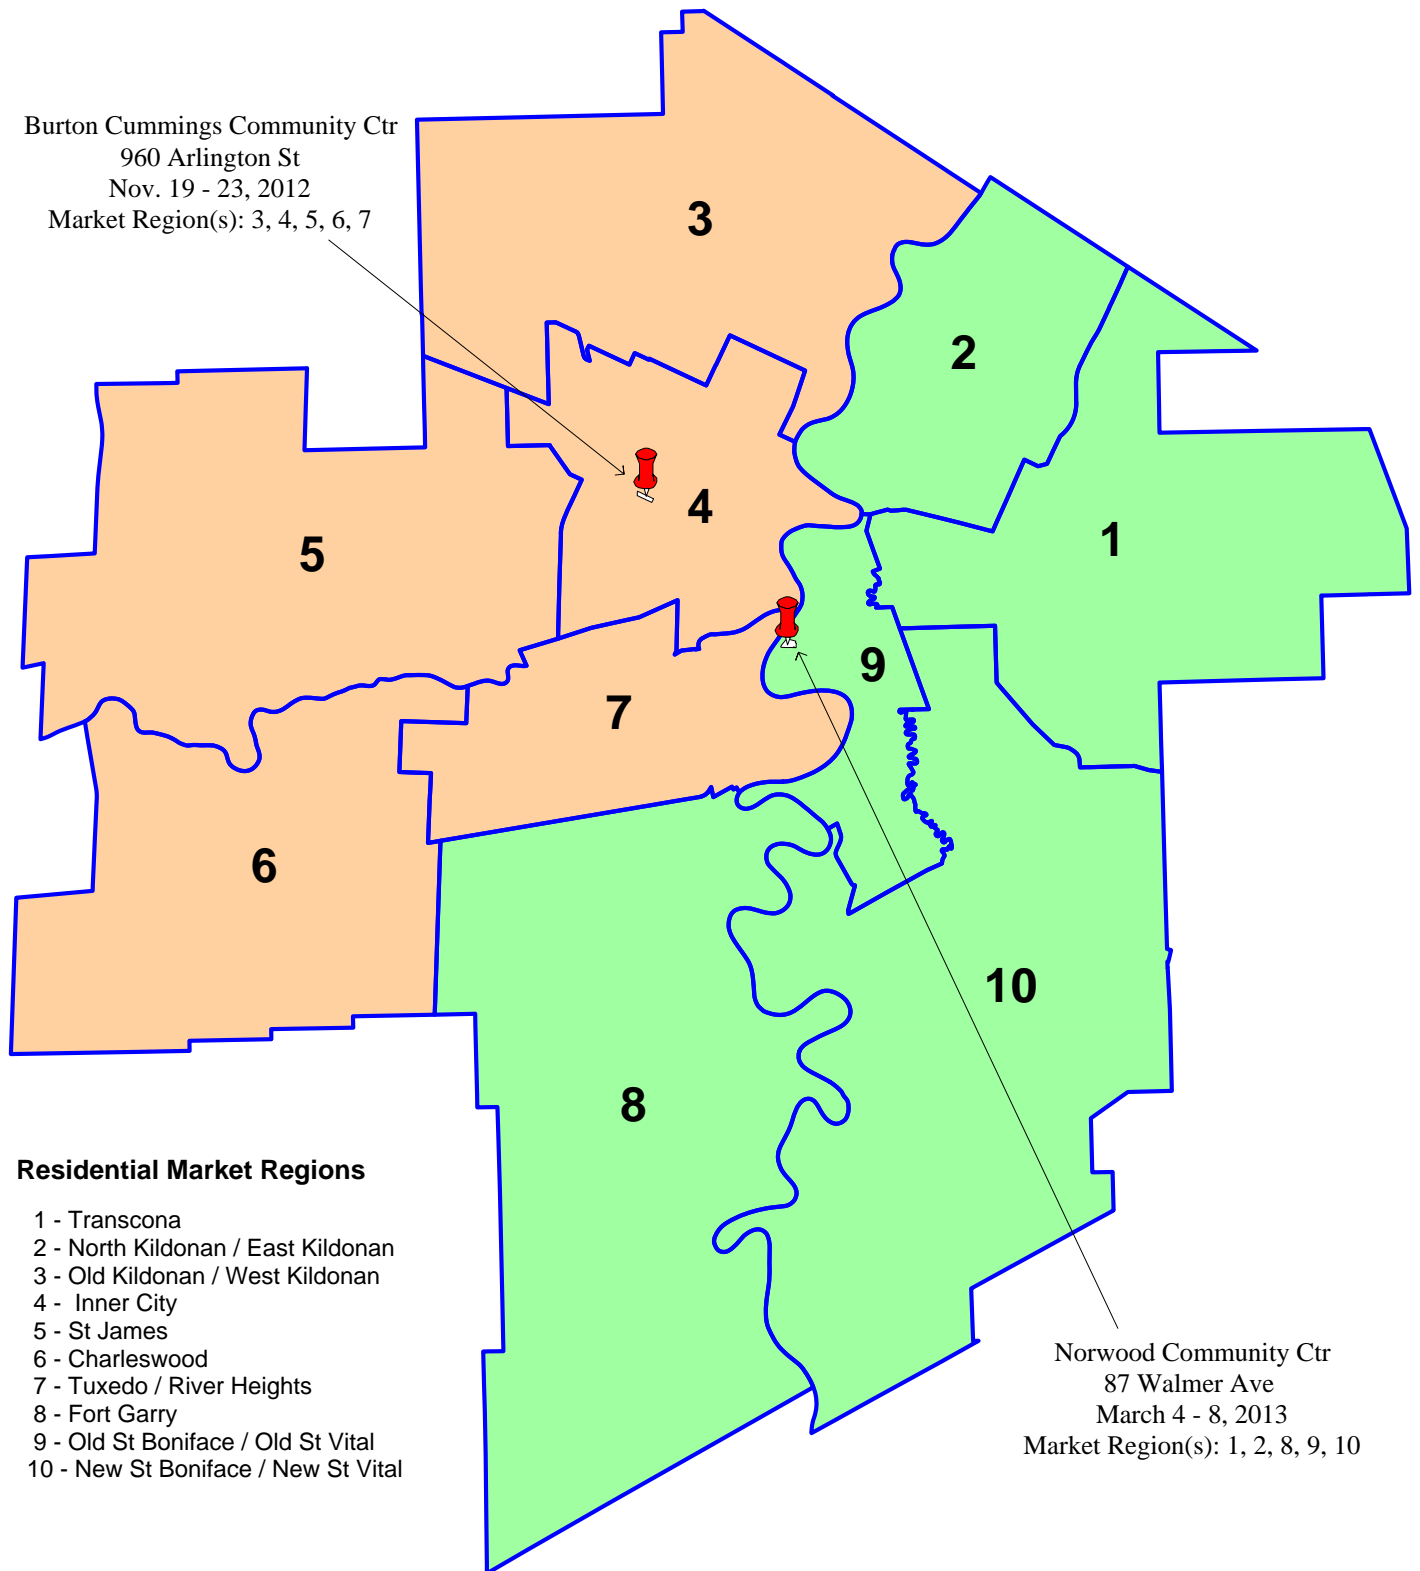 Burton Cummings Community Ctr
960 Arlington St
Nov. 19 - 23, 2012
Market Region(s): 3, 4, 5, 6, 7
3
2
4
1
5
9
7
6
10
8
Residential Market Regions
1 - Transcona
2 - North Kildonan / East Kildonan
3 - Old Kildonan / West Kildonan
4 - Inner City
5 - St James
6 - Charleswood
7 - Tuxedo / River Heights
8 - Fort Garry
9 - Old St Boniface / Old St Vital
10 - New St Boniface / New St Vital
Norwood Community Ctr
87 Walmer Ave
March 4 - 8, 2013
Market Region(s): 1, 2, 8, 9, 10